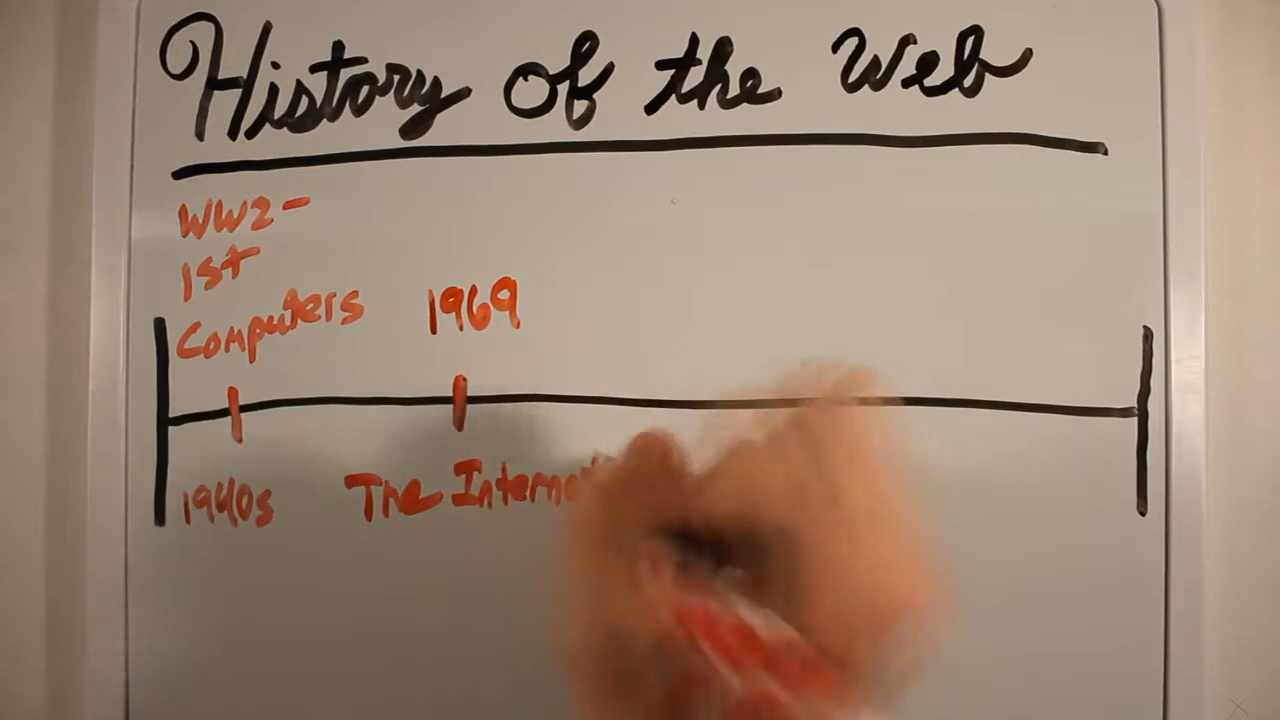 History of the Web
WW2-
1st
Computers
1969
1940s
The Internet